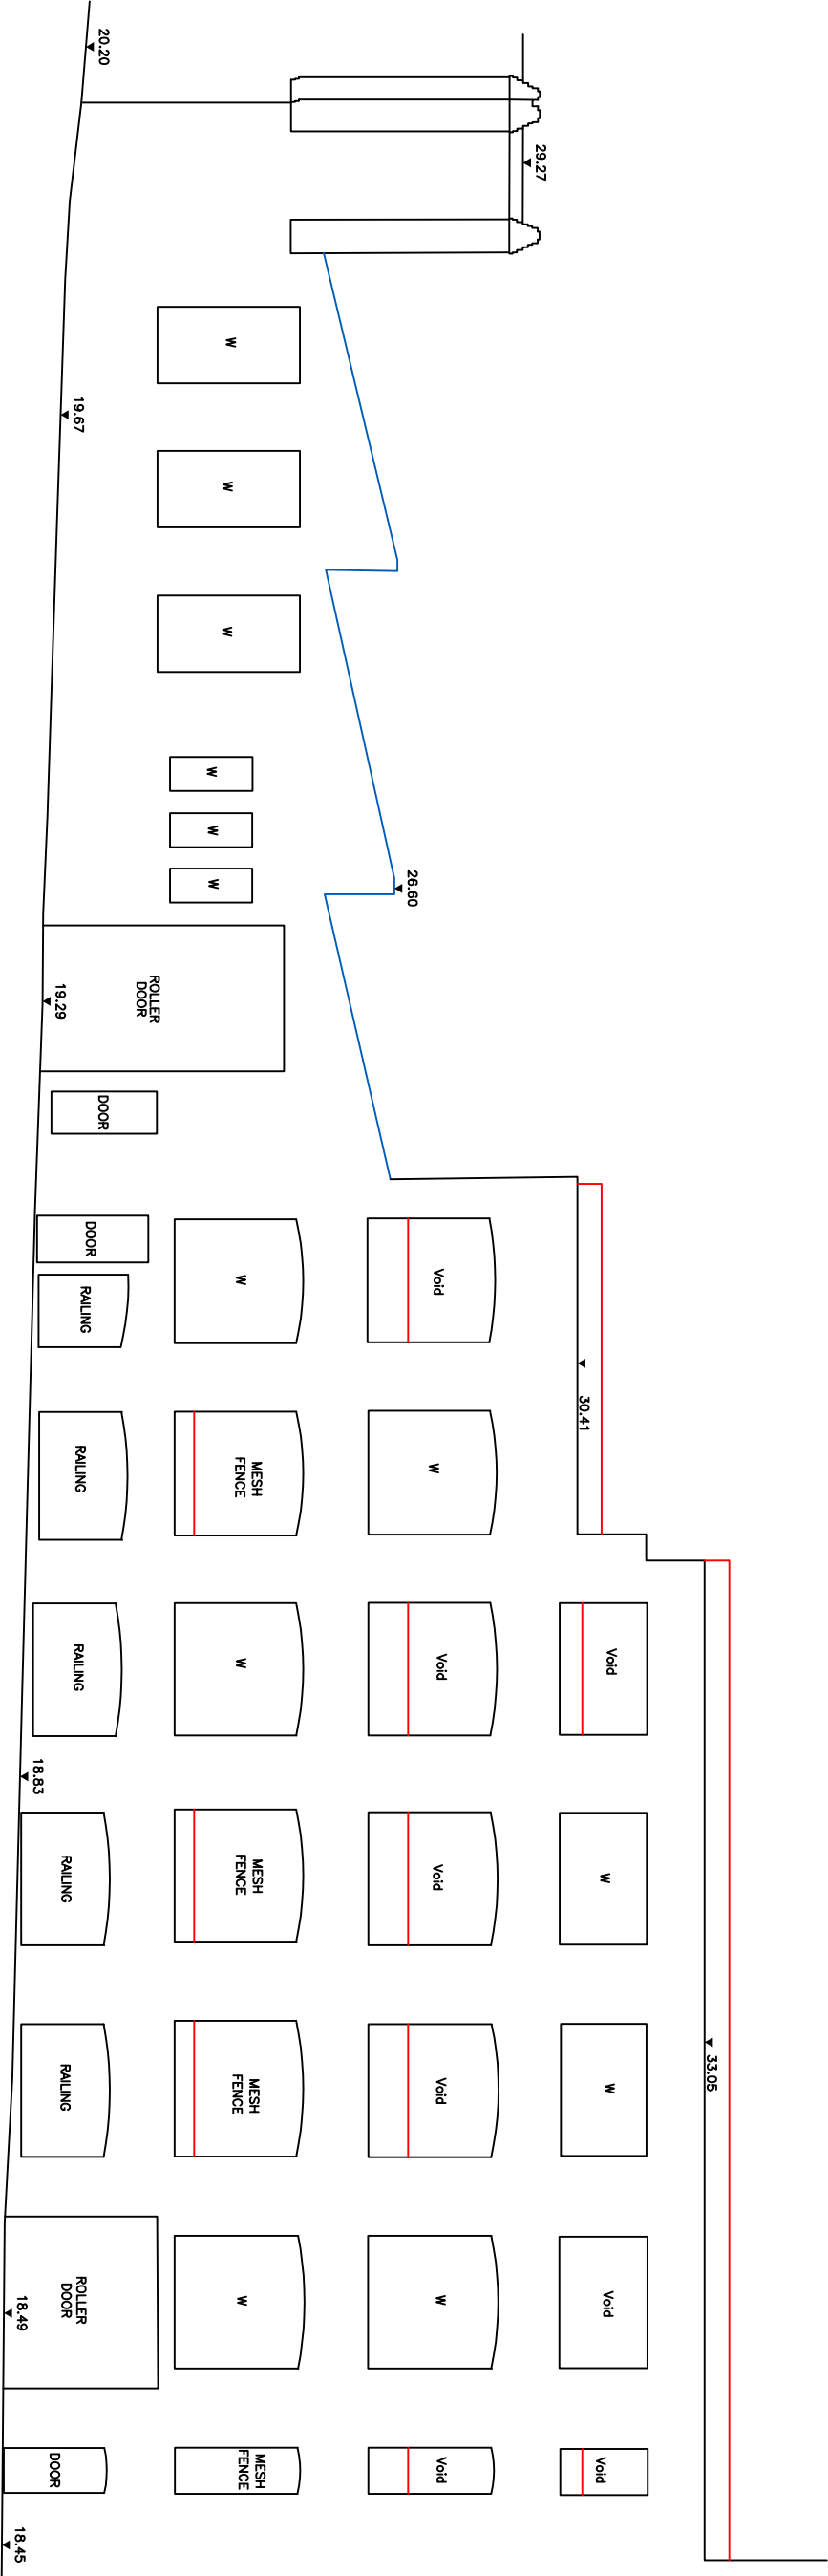 33.05
Void
W
W
Void
Void
30.41
29.27
Void
W
Void
Void
Void
W
Void
26.60
W
W
W
W
W
W
W
MESH
FENCE
W
MESH
FENCE
MESH
FENCE
W
MESH
FENCE
ROLLER
DOOR
20.20
DOOR
DOOR
RAILING
RAILING
RAILING
RAILING
RAILING
ROLLER
DOOR
DOOR
19.67
19.29
18.83
18.49
18.45